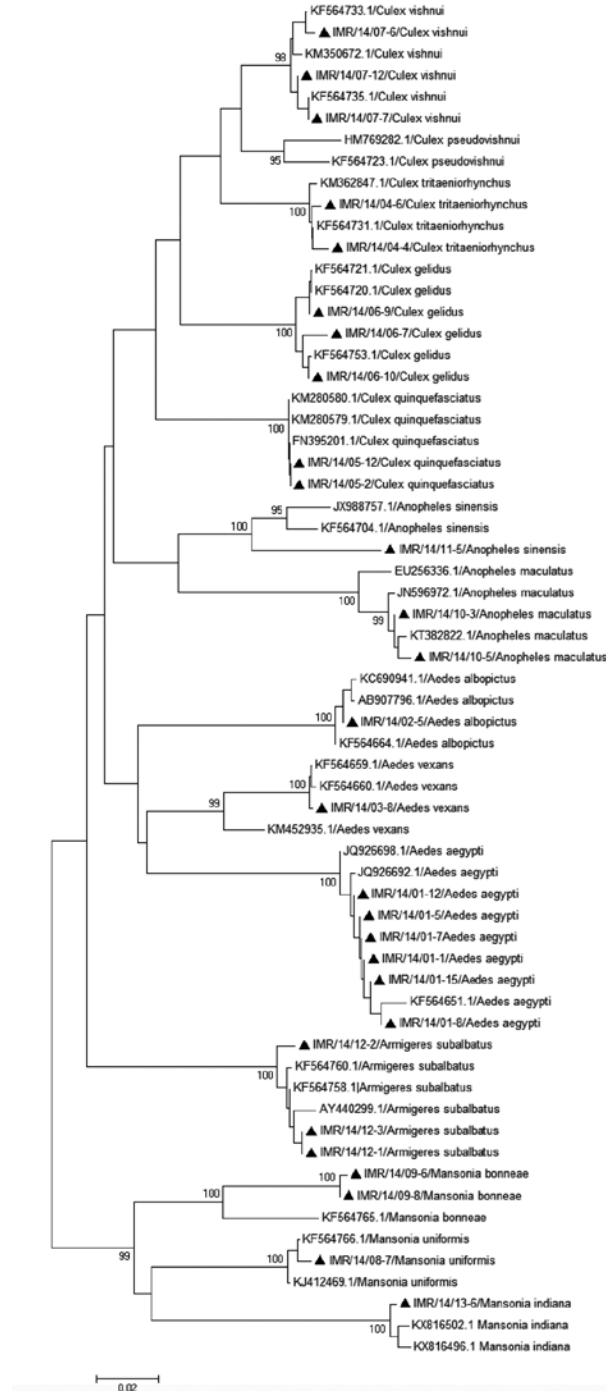 KF564733.1/Culex vishnui
▲IMR/14/07-6/Culex vishnui
KM350672.1/Culex vishnui
98
▲IMR/14/07-12/Culex vishnui
KF564735.1/Culex vishnui
▲IMR/14/07-7/Culex vishnui
HM769282.1/Culex pseudovishnui
95
KF564723.1/Culex pseudovishnui
KM362847.1/Culex tritaeniorhynchus
▲IMR/14/04-6/Culex tritaeniorhynchus
100
KF564731.1/Culex tritaeniorhynchus
▲IMR/14/04-4/Culex tritaeniorhynchus
KF564721.1/Culex gelidus
KF564720.1/Culex gelidus
▲IMR/14/06-9/Culex gelidus
100
▲IMR/14/06-7/Culex gelidus
KF564753.1/Culex gelidus
▲IMR/14/06-10/Culex gelidus
KM280580.1/Culex quinquefasciatus
KM280579.1/Culex quinquefasciatus
100
FN395201.1/Culex quinquefasciatus
▲IMR/14/05-12/Culex quinquefasciatus
▲IMR/14/05-2/Culex quinquefasciatus
95
JX988757.1/Anopheles sinensis
100
KF564704.1/Anopheles sinensis
▲IMR/14/11-5/Anopheles sinensis
EU256336.1/Anopheles maculatus
100
JN596972.1/Anopheles maculatus
99
▲IMR/14/10-3/Anopheles maculatus
KT382822.1/Anopheles maculatus
▲IMR/14/10-5/Anopheles maculatus
KC690941.1/Aedes albopictus
AB907796.1/Aedes albopictus
100
▲IMR/14/02-5/Aedes albopictus
KF564664.1/Aedes albopictus
KF564659.1/Aedes vexans
100
KF564660.1/Aedes vexans
99
▲IMR/14/03-8/Aedes vexans
KM452935.1/Aedes vexans
JQ926698.1/Aedes aegypti
100
JQ926692.1/Aedes aegypti
▲IMR/14/01-12/Aedes aegypti
▲IMR/14/01-5/Aedes aegypti
▲IMR/14/01-7Aedes aegypti
▲IMR/14/01-1/Aedes aegypti
▲IMR/14/01-15/Aedes aegypti
KF564651.1/Aedes aegypti
▲IMR/14/01-8/Aedes aegypti
▲IMR/14/12-2/Armigeres subalbatus
100
KF564760.1/Armigeres subalbatus
KF564758.1|Armigeres subalbatus
AY440299.1/Armigeres subalbatus
▲IMR/14/12-3/Armigeres subalbatus
▲IMR/14/12-1/Armigeres subalbatus
100
▲IMR/14/09-6/Mansonia bonneae
100
▲IMR/14/09-8/Mansonia bonneae
KF564765.1/Mansonia bonneae
99
KF564766.1/Mansonia uniformis
100
▲IMR/14/08-7/Mansonia uniformis
KJ412469.1/Mansonia uniformis
▲IMR/14/13-6/Mansonia indiana
100
KX816502.1 Mansonia indiana
KX816496.1 Mansonia indiana
0.02